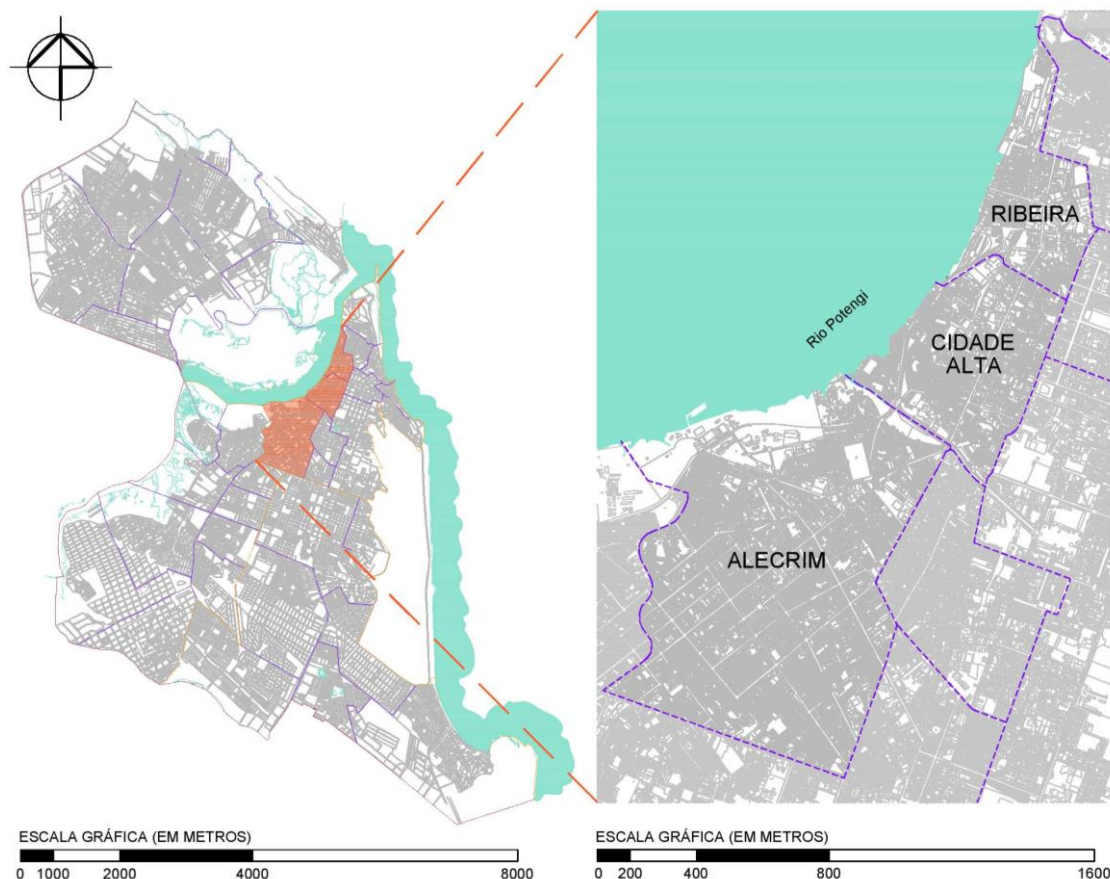 RIBEIRA
Rio Potengi
CIDADE
ALTA
ALECRIM
ESCALA GRÁFICA (EM METROS)
0 1000 2000 4000 8000
ESCALA GRÁFICA (EM METROS)
0 200 400 800 1600